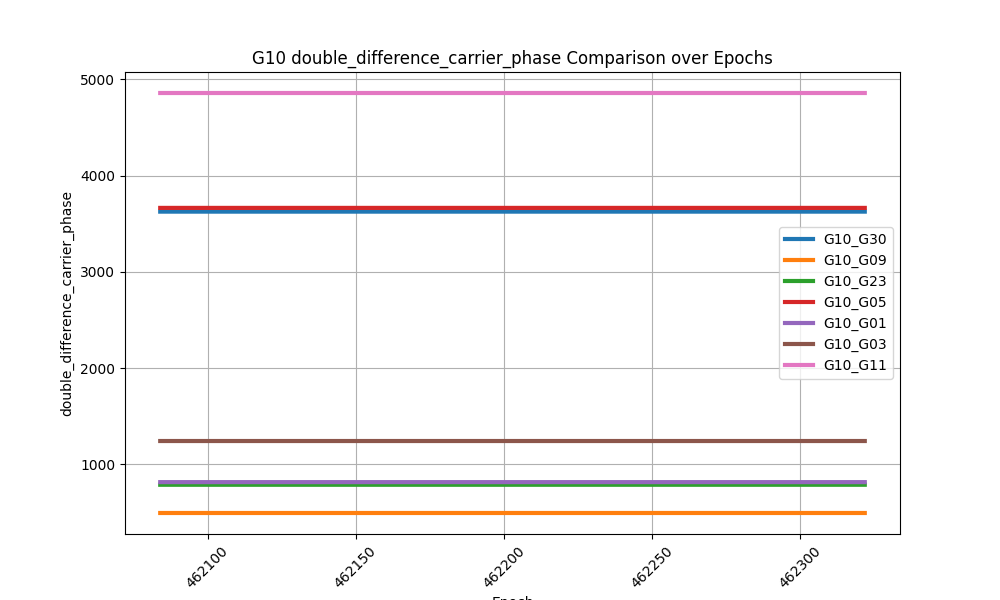 G10 double_difference_carrier_phase Comparison over Epochs
double_difference_carrier_phase
5000
4000
3000
2000
1000
G10_G30
G10_G09
G10_G23
G10_G05
G10_G01
G10_G03
G10_G11
462100
462150
462200
462250
462300
Epoch